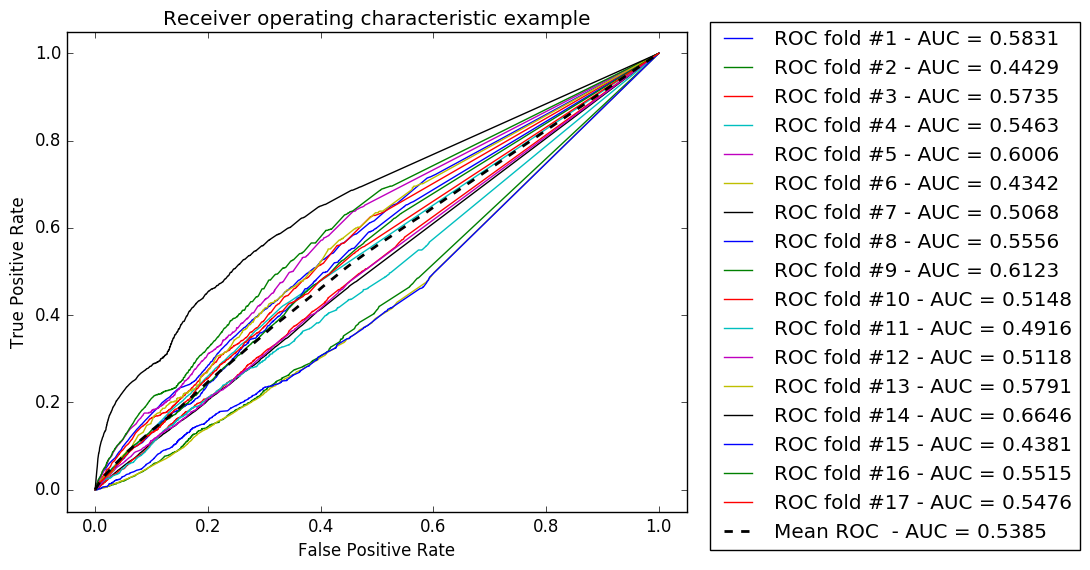 Receiver operating characteristic example
1.0
0.8
0.6
0.4
0.2
0.0
True Positive Rate
0.0 0.2 0.4 0.6 0.8 1.0
False Positive Rate
ROC fold #1 - AUC = 0.5831
ROC fold #2 - AUC = 0.4429
ROC fold #3 - AUC = 0.5735
ROC fold #4 - AUC = 0.5463
ROC fold #5 - AUC = 0.6006
ROC fold #6 - AUC = 0.4342
ROC fold #7 - AUC = 0.5068
ROC fold #8 - AUC = 0.5556
ROC fold #9 - AUC = 0.6123
ROC fold #10 - AUC = 0.5148
ROC fold #11 - AUC = 0.4916
ROC fold #12 - AUC = 0.5118
ROC fold #13 - AUC = 0.5791
ROC fold #14 - AUC = 0.6646
ROC fold #15 - AUC = 0.4381
ROC fold #16 - AUC = 0.5515
ROC fold #17 - AUC = 0.5476
Mean ROC  - AUC = 0.5385